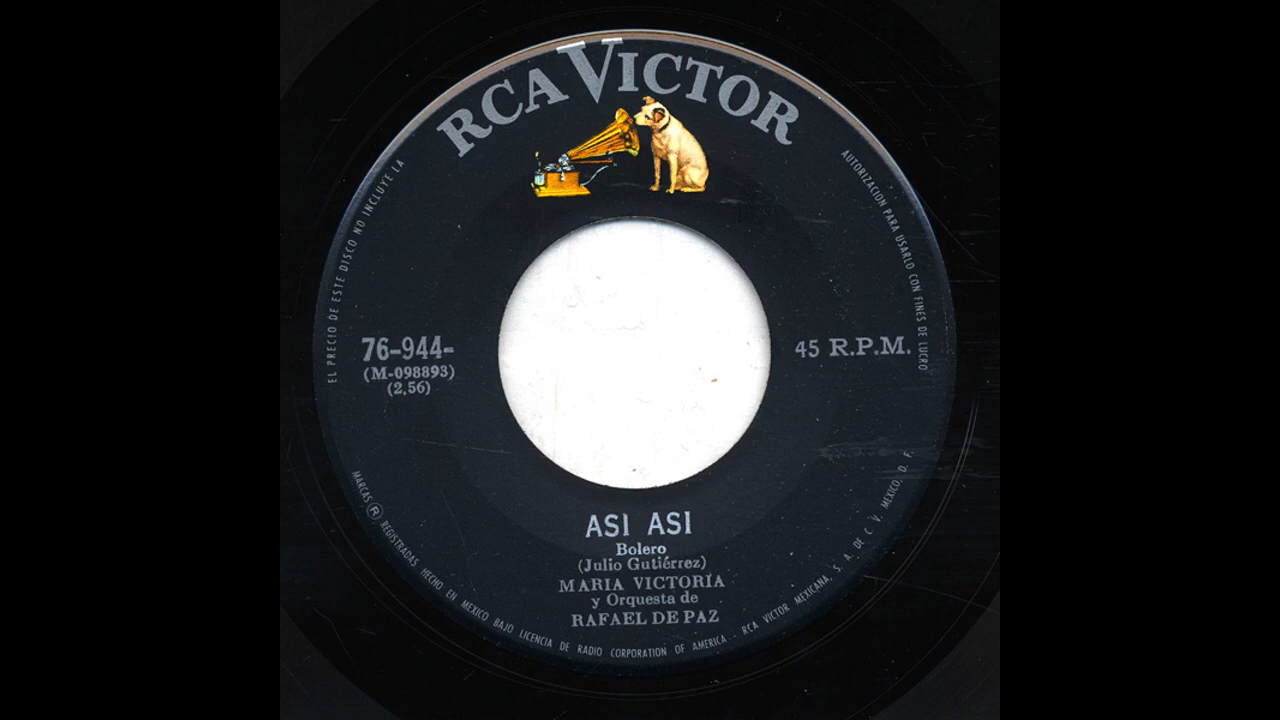 RCA VICTOR
EL PRECIO DE ESTE DISCO NO INCLUYE LA
AUTORIZACION PARA USARLO CON FINES DE LUCRO
76-944-
(M-098893)
(2.56)
45 R.P.M.
ASI ASI
Bolero
(Julio Gutiérrez)
MARIA VICTORIA
y Orquesta de
RAFAEL DE PAZ
MARCAS ® REGISTRADAS HECHO EN MEXICO BAJO LICENCIA DE RADIO CORPORATION OF AMERICA - RCA VICTOR MEXICANA, S. A. DE C. V. MEXICO, D. F.